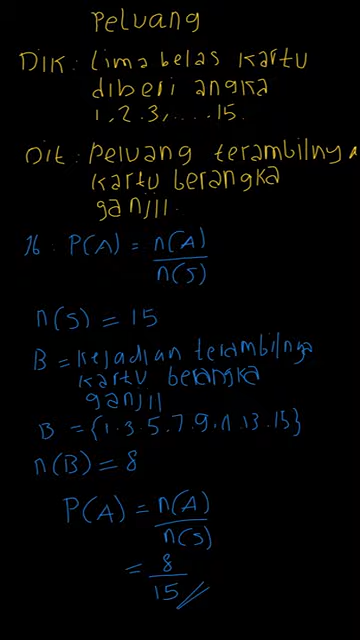 Peluang
DIK : Lima belas kartu
diberi angka
1, 2. 3, .... 15.
Dit : Peluang terambilnya
kartu berangka
ganjil.
Jb : P(A) = n(A)/n(S)
n(S) = 15
B = Kejadian terambilnya
kartu berangka
ganjil
B = {1.3.5.7.9.11.13.15}
n(B) = 8
P(A) = n(A)/n(S)
= 8/15